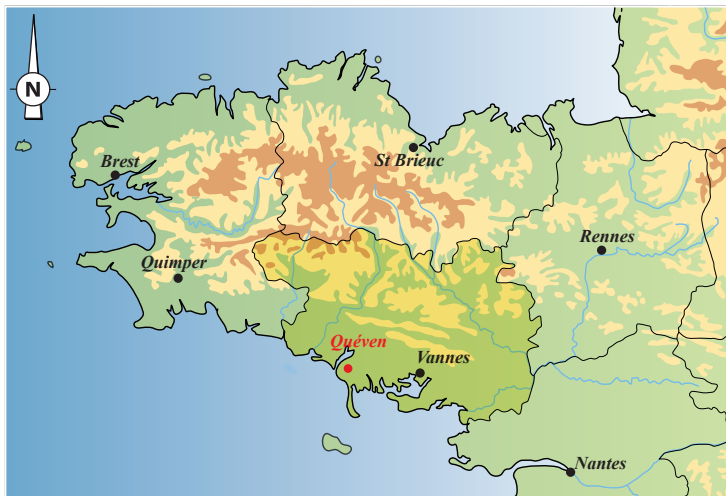 N
Brest
St Brieuc
Rennes
Quimper
Quéven
Vannes
Nantes